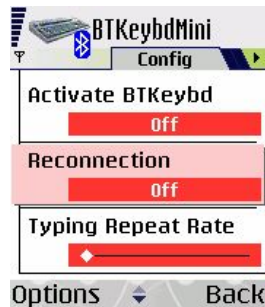 BTKeybdMini
Config
Activate BTKeybd
Off
Reconnection
Off
Typing Repeat Rate
Options Back